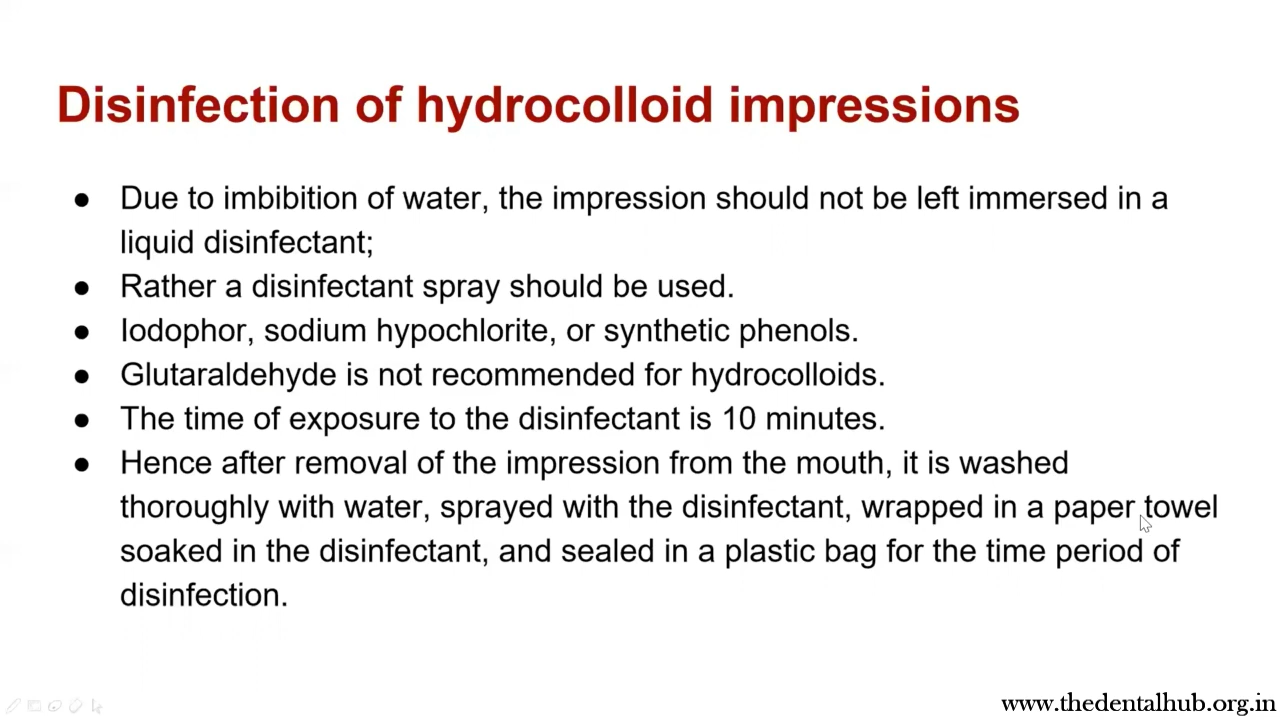 Disinfection of hydrocolloid impressions
● Due to imbibition of water, the impression should not be left immersed in a
liquid disinfectant;
● Rather a disinfectant spray should be used.
● Iodophor, sodium hypochlorite, or synthetic phenols.
● Glutaraldehyde is not recommended for hydrocolloids.
● The time of exposure to the disinfectant is 10 minutes.
● Hence after removal of the impression from the mouth, it is washed
thoroughly with water, sprayed with the disinfectant, wrapped in a paper towel
soaked in the disinfectant, and sealed in a plastic bag for the time period of
disinfection.
www.thedentalhub.org.in